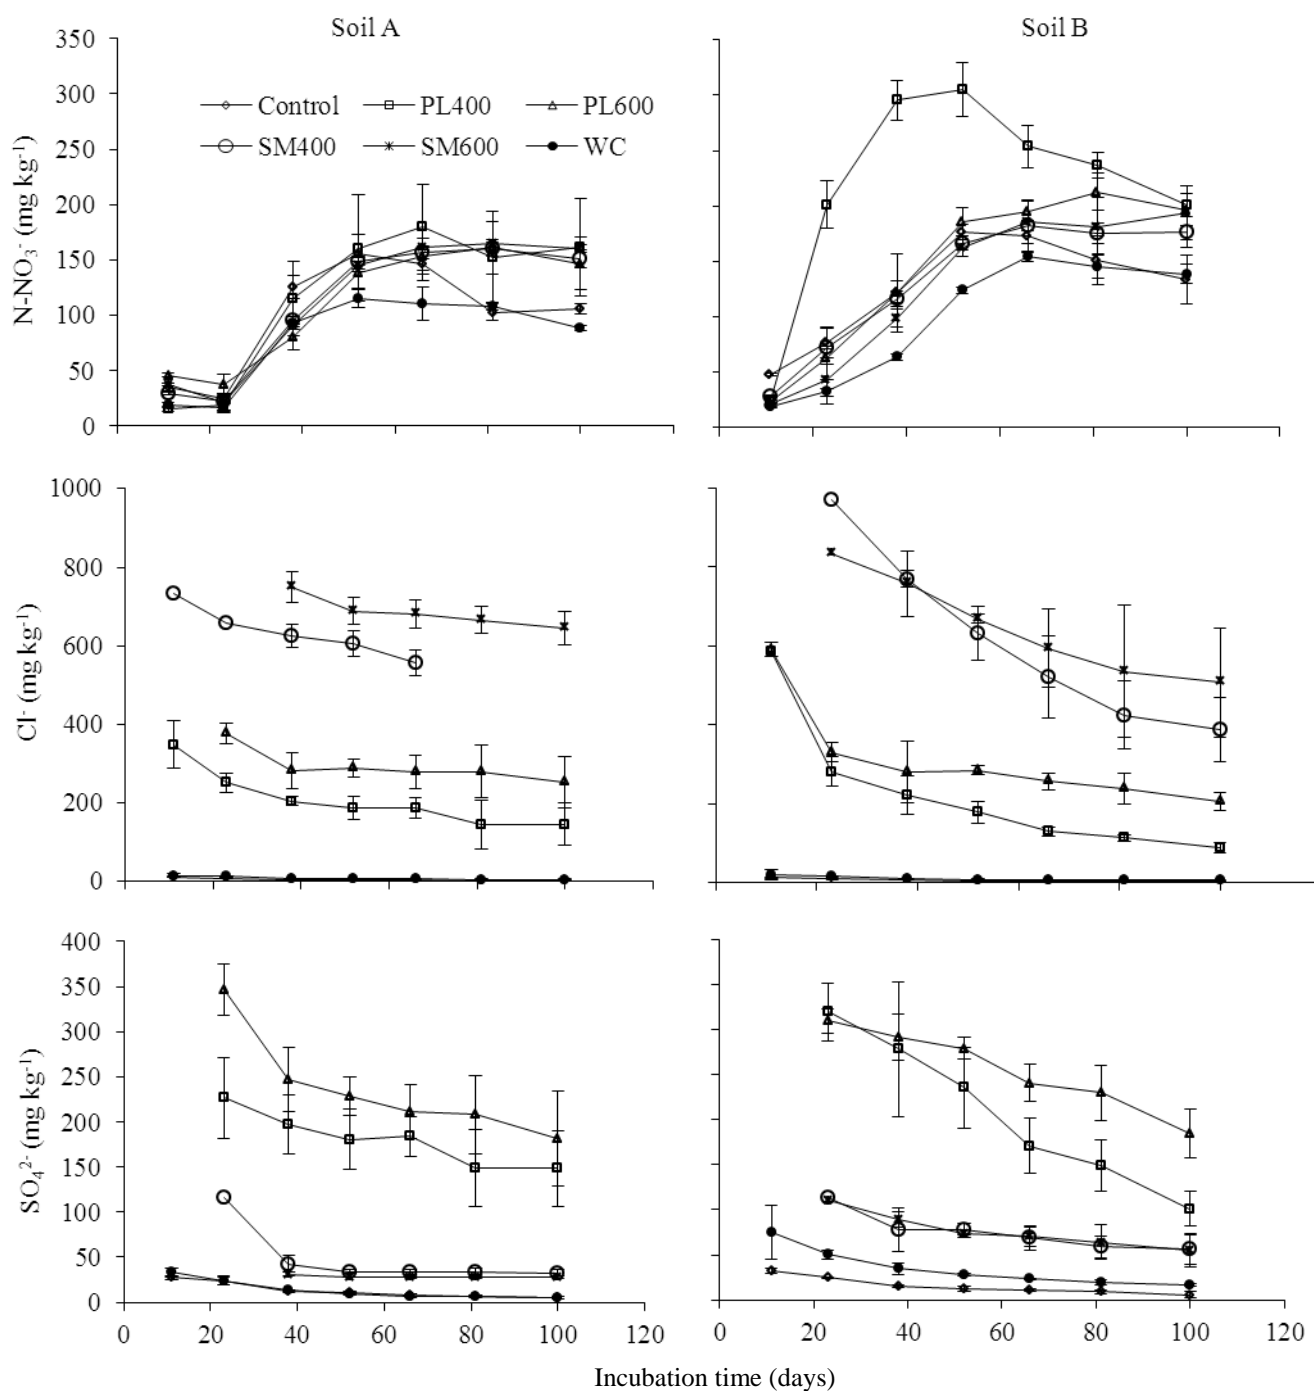 Soil A
Soil B
N-NO₃⁻ (mg kg⁻¹)
350
300
250
200
150
100
50
0
Control PL400 PL600
SM400 SM600 WC
Cl⁻ (mg kg⁻¹)
1000
800
600
400
200
0
SO₄²⁻ (mg kg⁻¹)
400
350
300
250
200
150
100
50
0
0 20 40 60 80 100 120
0 20 40 60 80 100 120
Incubation time (days)